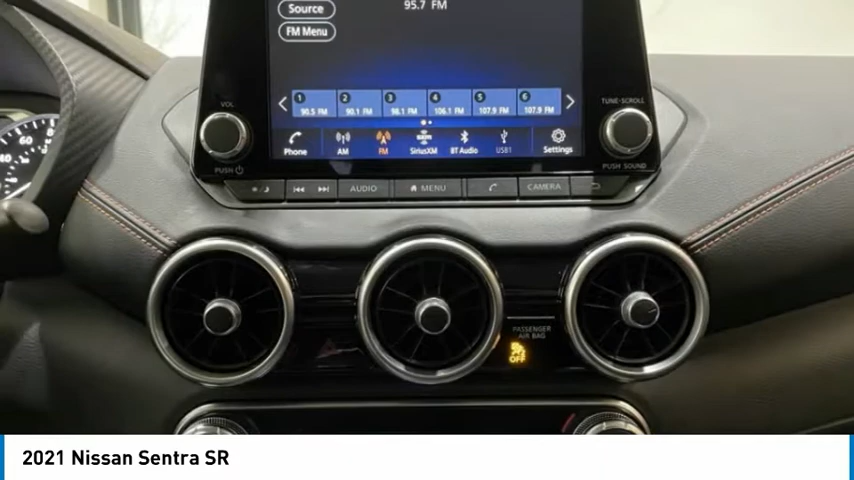 Source
95.7 FM
FM Menu
1 2 3 4 5 6
90.5 FM 90.1 FM 98.1 FM 106.1 FM 107.9 FM 107.9 FM
VOL
TUNE·SCROLL
Phone AM FM SiriusXM BT Audio USB1 Settings
PUSH
PUSH SOUND
AUDIO MENU CAMERA
60
PASSENGER
AIR BAG
OFF
2021 Nissan Sentra SR